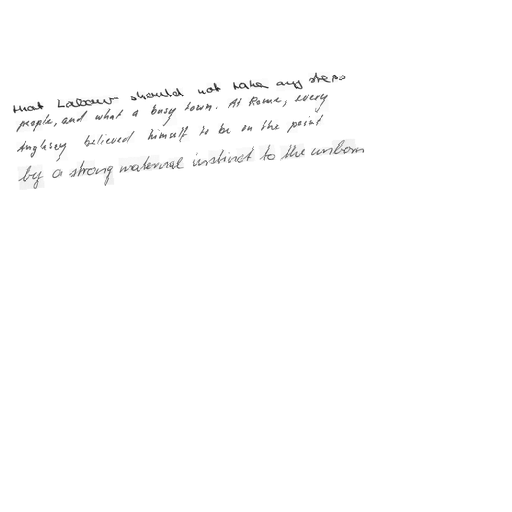 that Labour should not take any steps
people, and what a busy town. At Rome, every
Anglesey believed himself to be on the point
by a strong maternal instinct to the unborn